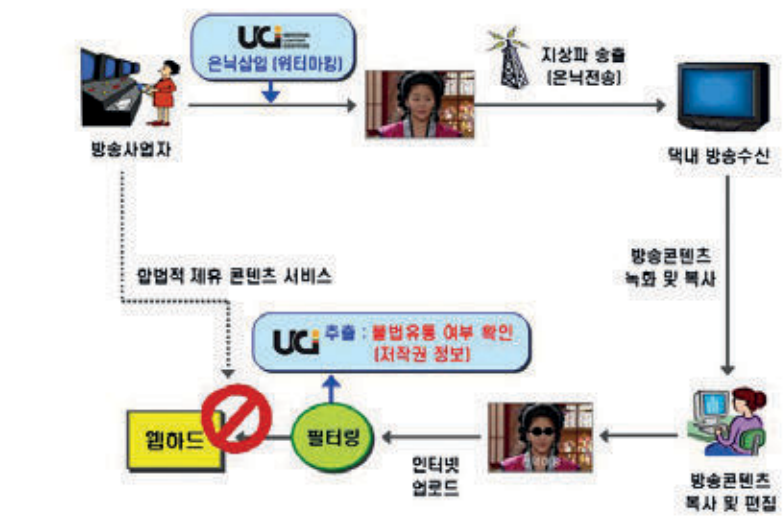 UCi
은닉삽입 (워터마킹)
지상파 송출
(은닉전송)
방송사업자
댁내 방송수신
방송콘텐츠
녹화 및 복사
합법적 제휴 콘텐츠 서비스
UCi 추출 : 불법유통 여부 확인
(저작권 정보)
웹하드
필터링
인터넷
업로드
방송콘텐츠
복사 및 편집